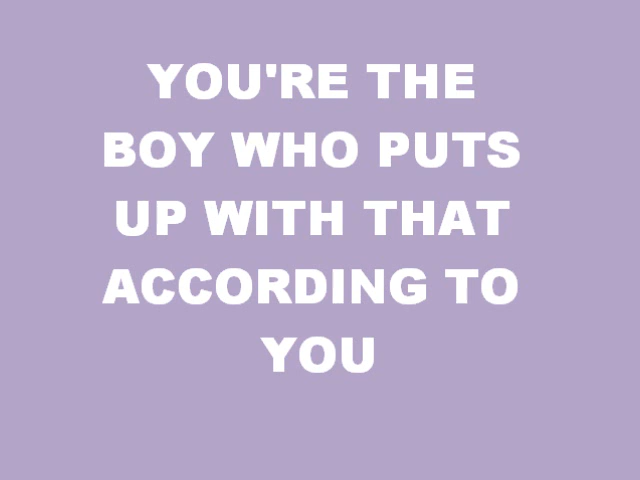 YOU'RE THE
BOY WHO PUTS
UP WITH THAT
ACCORDING TO
YOU